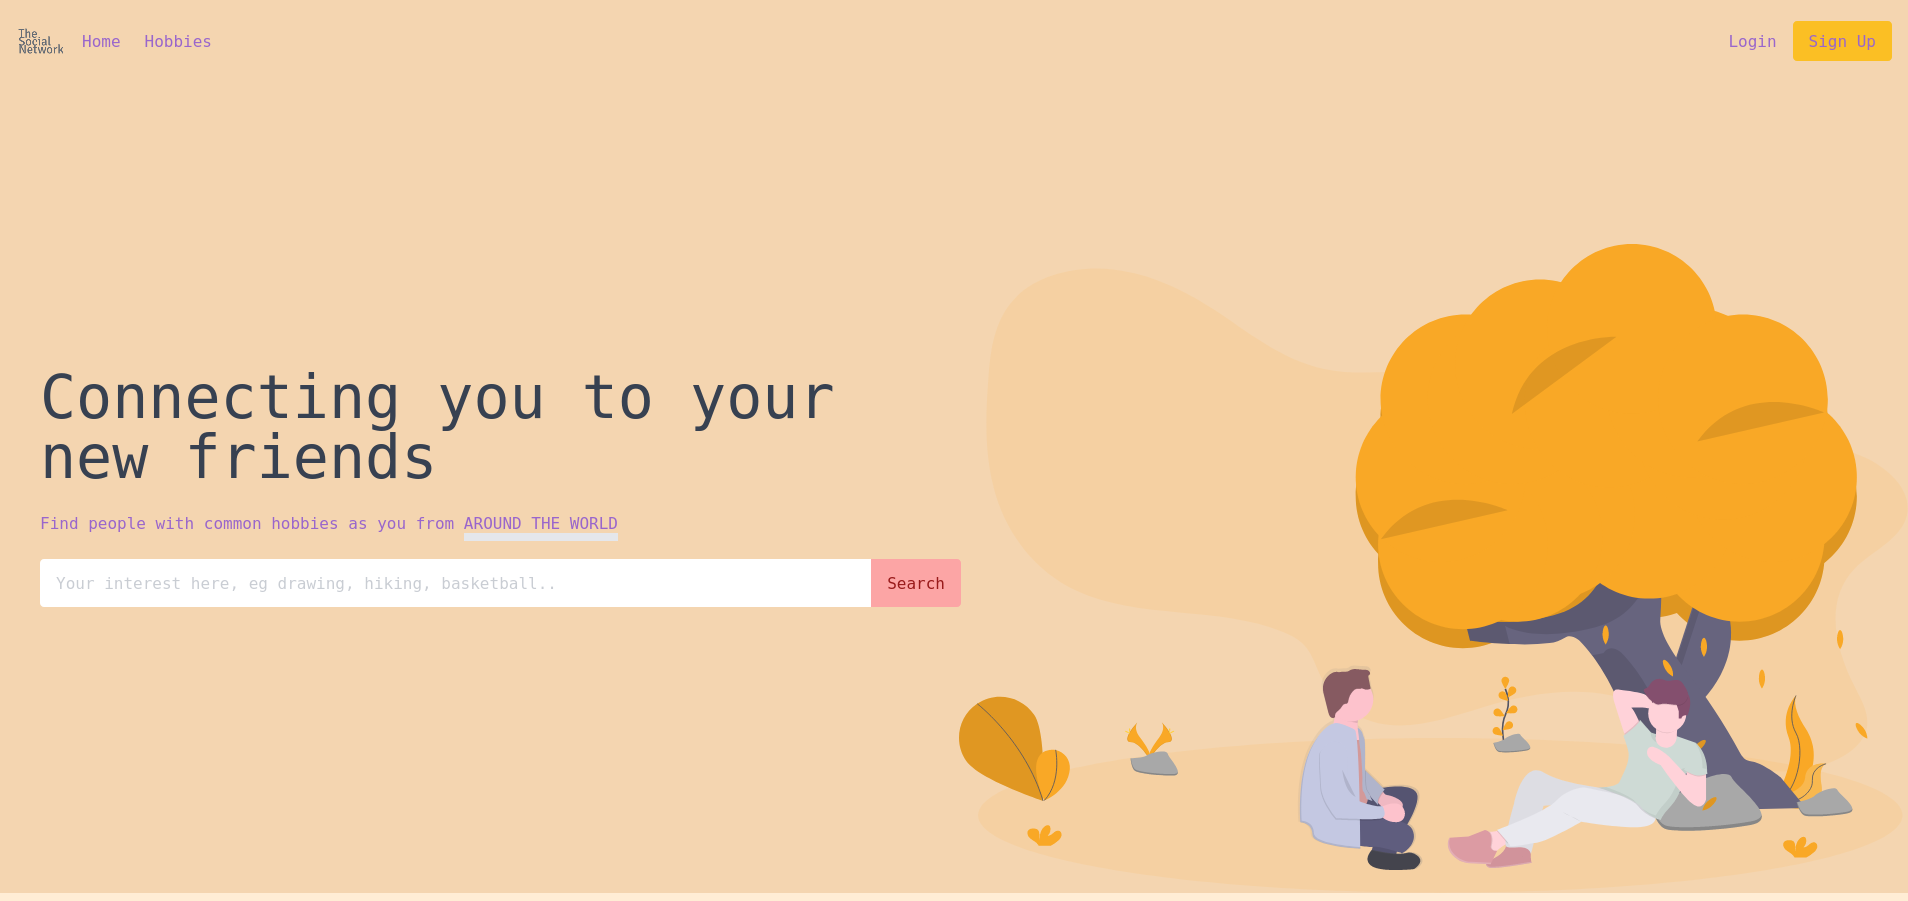 The
Social
Network
Home Hobbies
Login Sign Up
Connecting you to your
new friends
Find people with common hobbies as you from AROUND THE WORLD
Your interest here, eg drawing, hiking, basketball.. Search